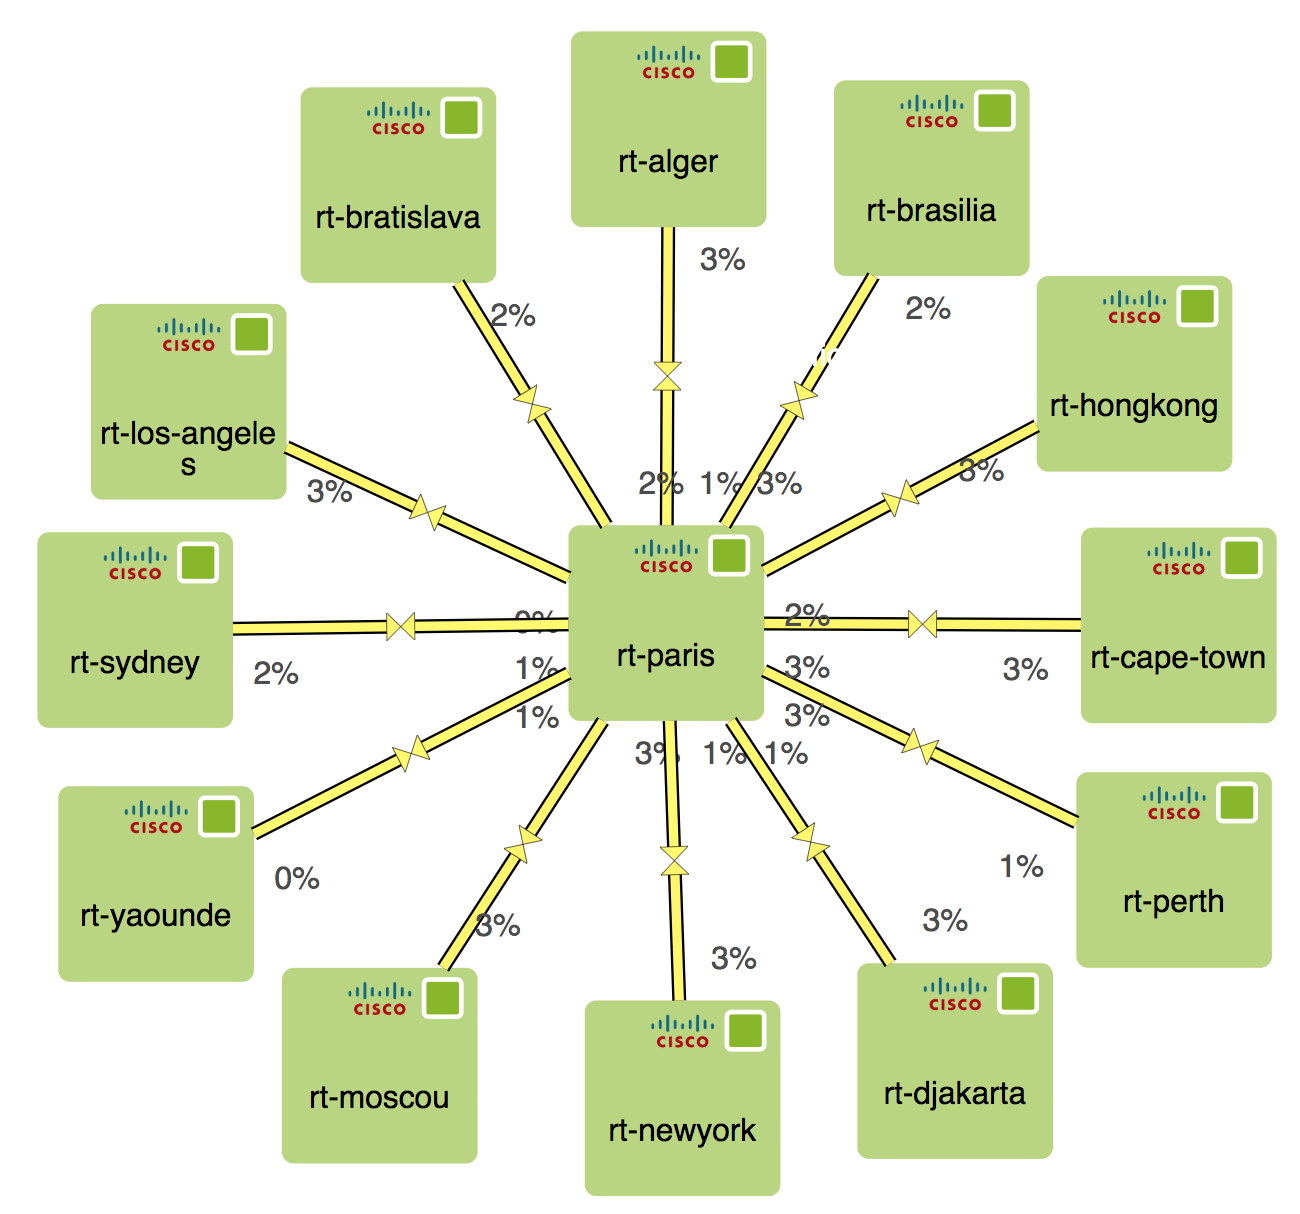 CISCO
rt-alger
3%
CISCO
rt-bratislava
2%
CISCO
rt-brasilia
2%
CISCO
rt-hongkong
3%
CISCO
rt-los-angele
s
3%
2%
1%
3%
CISCO
rt-sydney
2%
CISCO
rt-paris
2%
3%
3%
1%
1%
3%
1%
1%
CISCO
rt-cape-town
3%
CISCO
rt-yaounde
0%
CISCO
rt-perth
1%
CISCO
rt-moscou
3%
CISCO
rt-newyork
3%
CISCO
rt-djakarta
3%